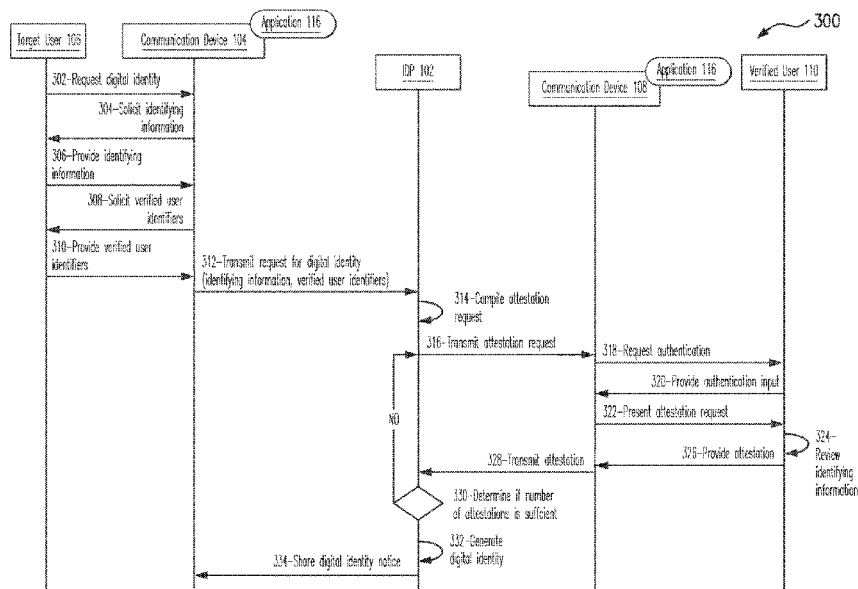 300
Target User 106
Communication Device 104
Application 116
IDP 102
Communication Device 108
Application 116
Verified User 110
302-Request digital identity
304-Solicit identifying
information
306-Provide identifying
information
308-Solicit verified user
identifiers
310-Provide verified user
identifiers
312-Transmit request for digital identity
(identifying information, verified user identifiers)
314-Compile attestation
request
316-Transmit attestation request
318-Request authentication
320-Provide authentication input
322-Present attestation request
324-
Review
identifying
information
326-Provide attestation
328-Transmit attestation
NO
330-Determine if number
of attestations is suffcient
332-Generate
digital identity
334-Share digital identity notice